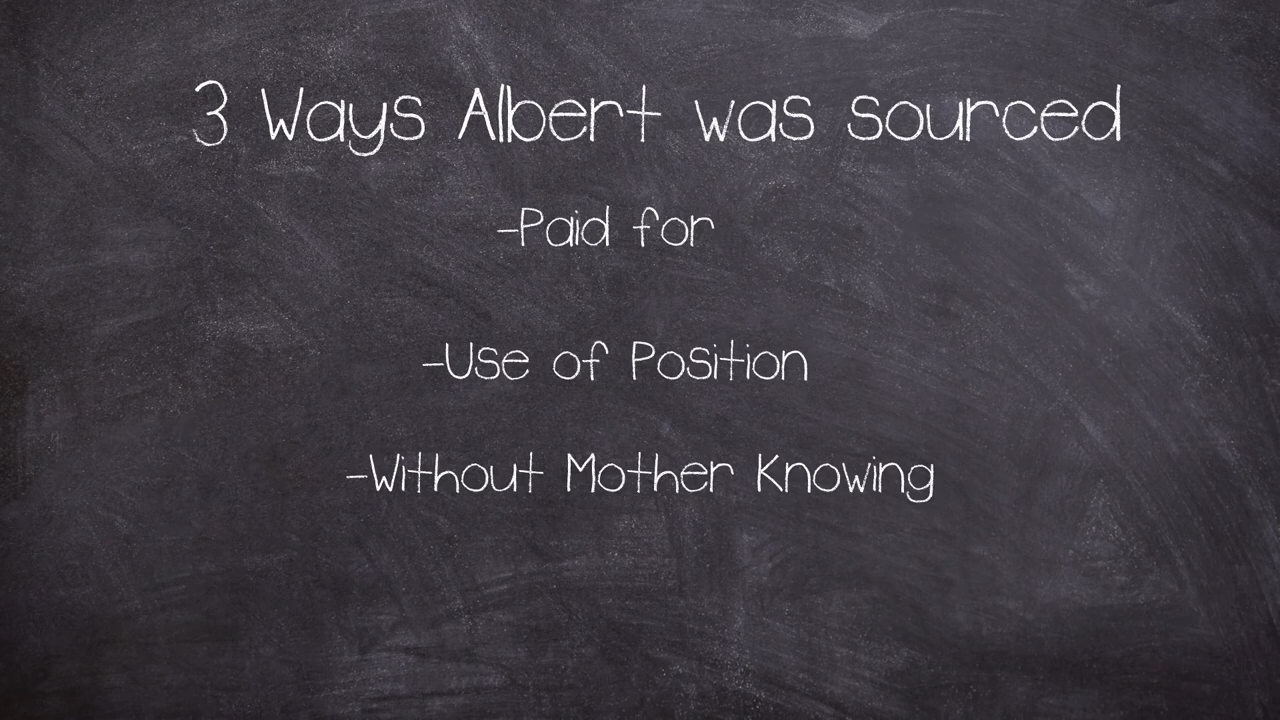 3 Ways Albert was sourced
-Paid for
-Use of Position
-Without Mother Knowing